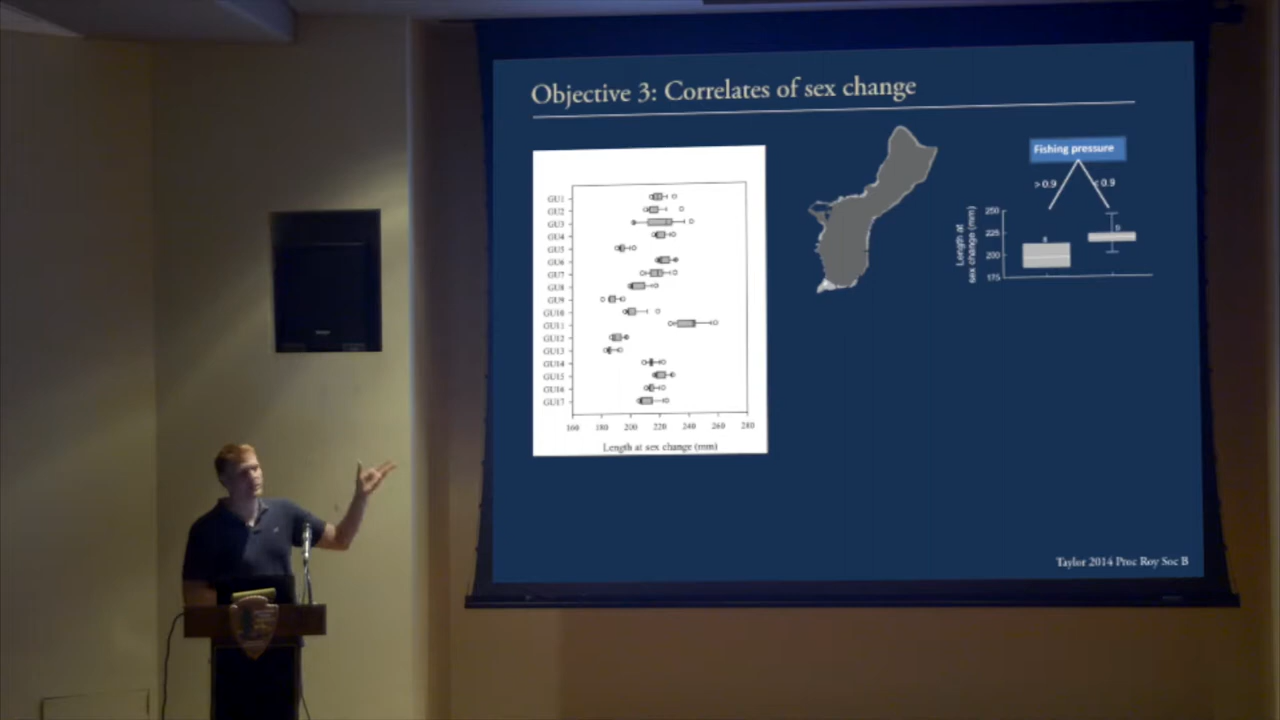 Objective 3: Correlates of sex change
GU1
GU2
GU3
GU4
GU5
GU6
GU7
GU8
GU9
GU10
GU11
GU12
GU13
GU14
GU15
GU16
GU17
160 180 200 220 240 260 280
Length at sex change (mm)
Fishing pressure
> 0.9
< 0.9
Length at
sex change (mm)
250
225
200
175
8
9
Taylor 2014 Proc Roy Soc B